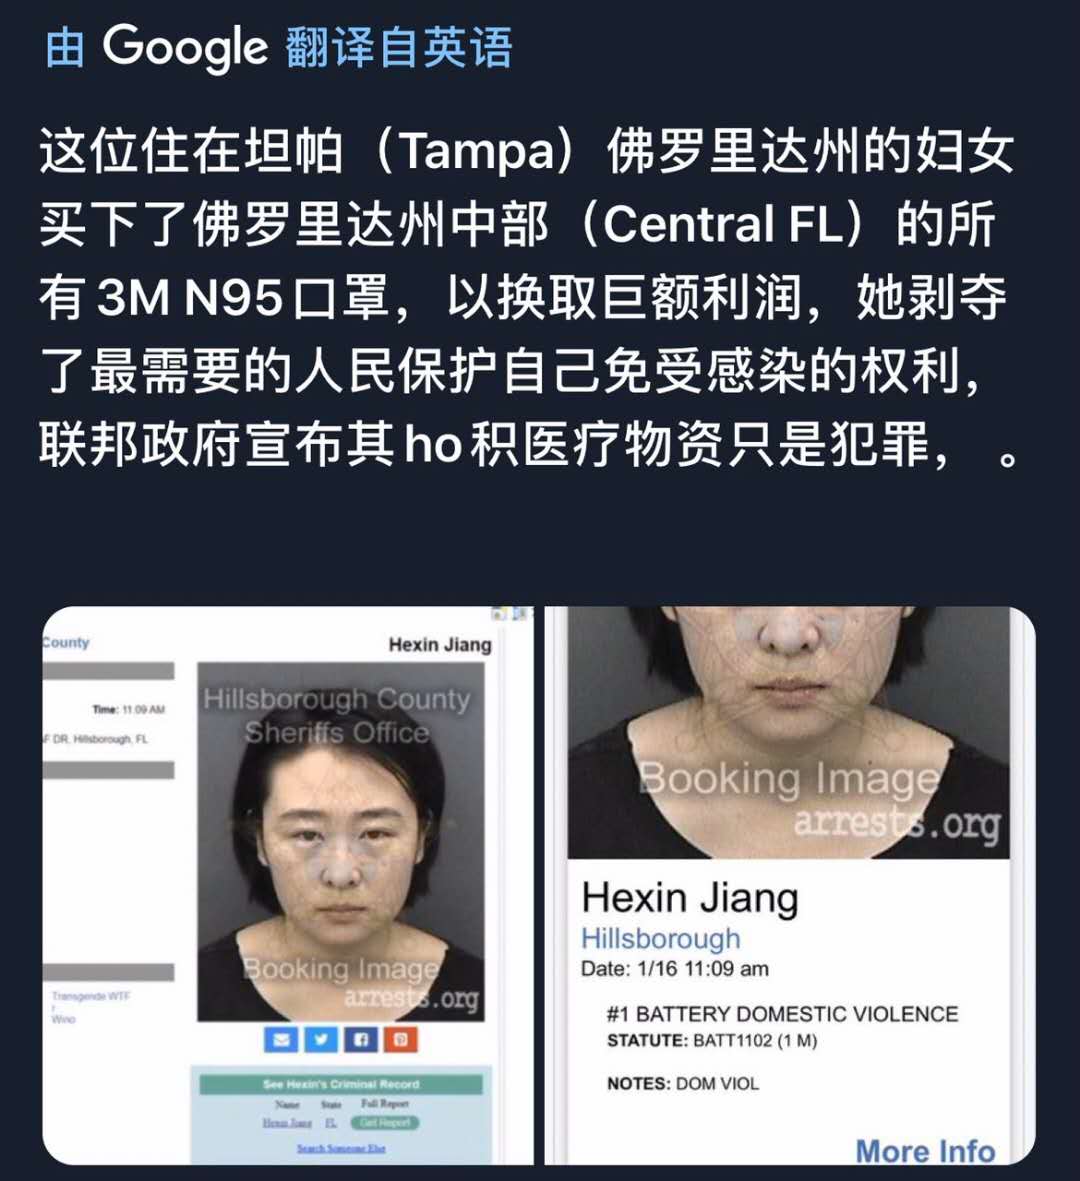 由 Google 翻译自英语
这位住在坦帕（Tampa）佛罗里达州的妇女
买下了佛罗里达州中部（Central FL）的所
有3M N95口罩，以换取巨额利润，她剥夺
了最需要的人民保护自己免受感染的权利，
联邦政府宣布其ho积医疗物资只是犯罪， 。
County
Hexin Jiang
Time: 11:09 AM
F DR, Hillsborough, FL
Hillsborough County
Sheriffs Office
Booking Image
arrests.org
Transgende WTF
r
Wino
See Hexin's Criminal Record
Name State Full Report
Hexin Jiang FL Get Report
Search Someone Else
Booking Image
arrests.org
Hexin Jiang
Hillsborough
Date: 1/16 11:09 am
#1 BATTERY DOMESTIC VIOLENCE
STATUTE: BATT1102 (1 M)
NOTES: DOM VIOL
More Info